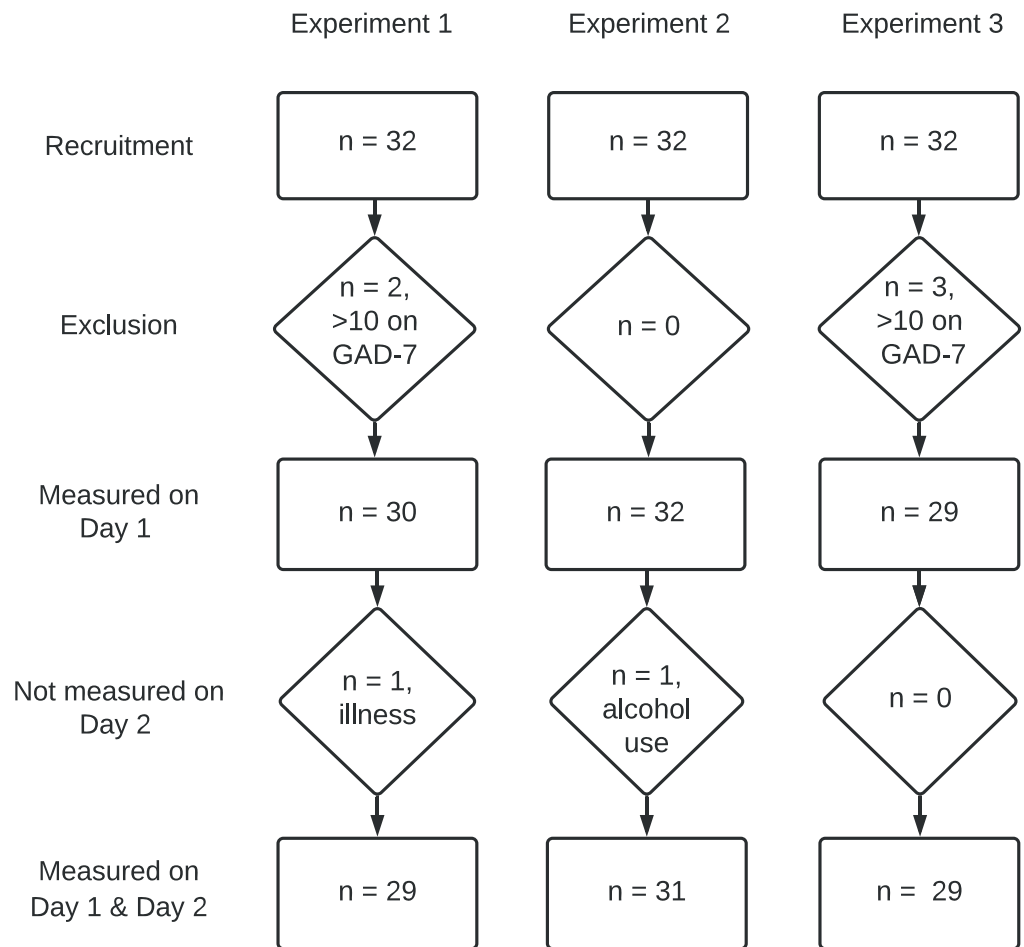 Experiment 1
Experiment 2
Experiment 3
Recruitment
n = 32
n = 32
n = 32
Exclusion
n = 2,
>10 on
GAD-7
n = 0
n = 3,
>10 on
GAD-7
Measured on
Day 1
n = 30
n = 32
n = 29
Not measured on
Day 2
n = 1,
illness
n = 1,
alcohol
use
n = 0
Measured on
Day 1 & Day 2
n = 29
n = 31
n =  29